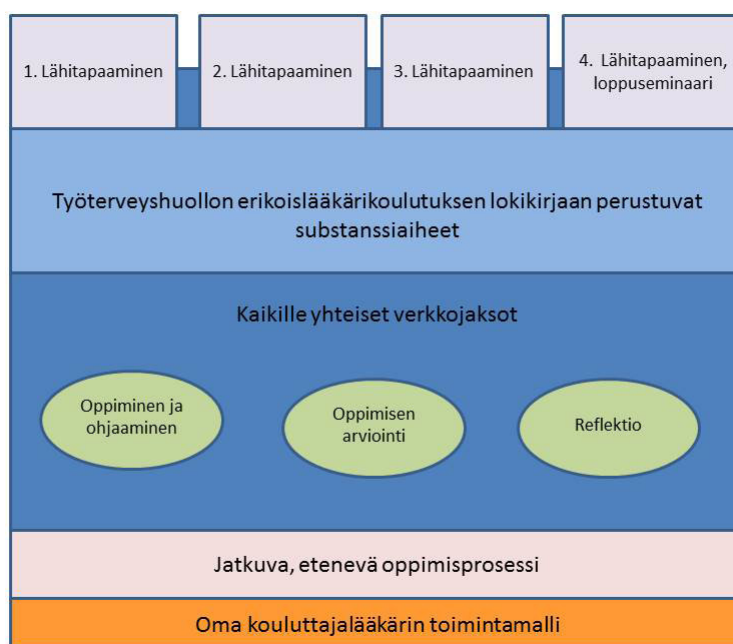 1. Lähitapaaminen
2. Lähitapaaminen
3. Lähitapaaminen
4. Lähitapaaminen,
loppuseminaari
Työterveyshuollon erikoislääkärikoulutuksen lokikirjaan perustuvat
substanssiaiheet
Kaikille yhteiset verkkojaksot
Oppiminen ja
ohjaaminen
Oppimisen
arviointi
Reflektio
Jatkuva, etenevä oppimisprosessi
Oma kouluttajalääkärin toimintamalli